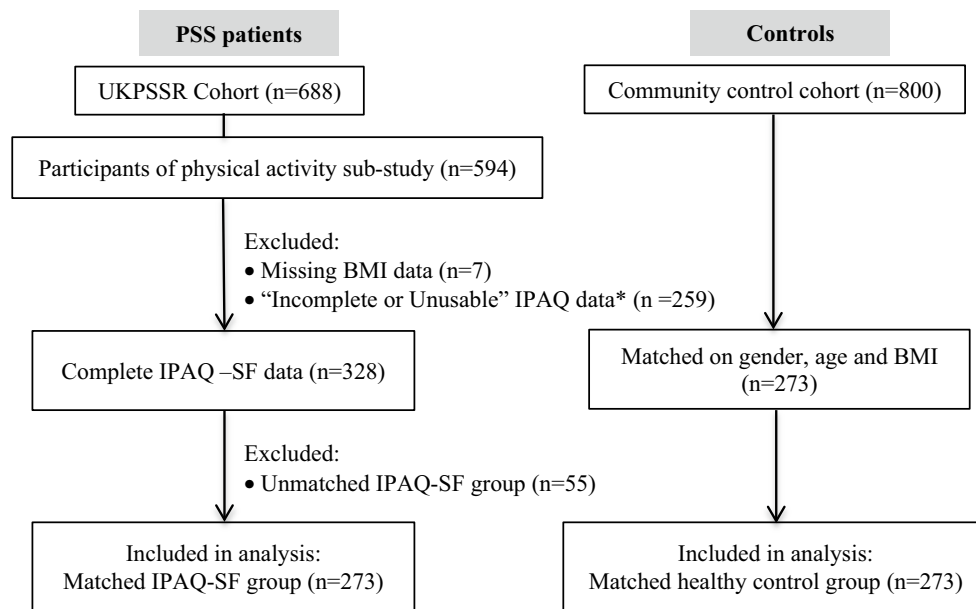 PSS patients
UKPSSR Cohort (n=688)
Participants of physical activity sub-study (n=594)
Excluded:
• Missing BMI data (n=7)
• “Incomplete or Unusable” IPAQ data* (n =259)
Complete IPAQ –SF data (n=328)
Excluded:
• Unmatched IPAQ-SF group (n=55)
Included in analysis:
Matched IPAQ-SF group (n=273)
Controls
Community control cohort (n=800)
Matched on gender, age and BMI
(n=273)
Included in analysis:
Matched healthy control group (n=273)